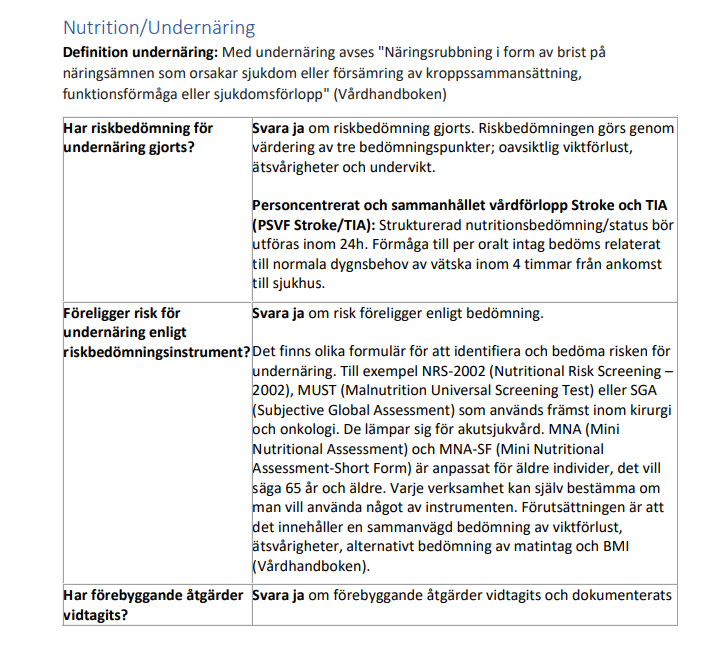 Nutrition/Undernäring
Definition undernäring: Med undernäring avses "Näringsrubbning i form av brist på
näringsämnen som orsakar sjukdom eller försämring av kroppssammansättning,
funktionsförmåga eller sjukdomsförlopp" (Vårdhandboken)
Har riskbedömning för
undernäring gjorts?
Svara ja om riskbedömning gjorts. Riskbedömningen görs genom
värdering av tre bedömningspunkter; oavsiktlig viktförlust,
ätsvårigheter och undervikt.
Personcentrerat och sammanhållet vårdförlopp Stroke och TIA
(PSVF Stroke/TIA): Strukturerad nutritionsbedömning/status bör
utföras inom 24h. Förmåga till per oralt intag bedöms relaterat
till normala dygnsbehov av vätska inom 4 timmar från ankomst
till sjukhus.
Föreligger risk för
undernäring enligt
riskbedömningsinstrument?
Svara ja om risk föreligger enligt bedömning.
Det finns olika formulär för att identifiera och bedöma risken för
undernäring. Till exempel NRS-2002 (Nutritional Risk Screening –
2002), MUST (Malnutrition Universal Screening Test) eller SGA
(Subjective Global Assessment) som används främst inom kirurgi
och onkologi. De lämpar sig för akutsjukvård. MNA (Mini
Nutritional Assessment) och MNA-SF (Mini Nutritional
Assessment-Short Form) är anpassat för äldre individer, det vill
säga 65 år och äldre. Varje verksamhet kan själv bestämma om
man vill använda något av instrumenten. Förutsättningen är att
det innehåller en sammanvägd bedömning av viktförlust,
ätsvårigheter, alternativt bedömning av matintag och BMI
(Vårdhandboken).
Har förebyggande åtgärder
vidtagits?
Svara ja om förebyggande åtgärder vidtagits och dokumenterats